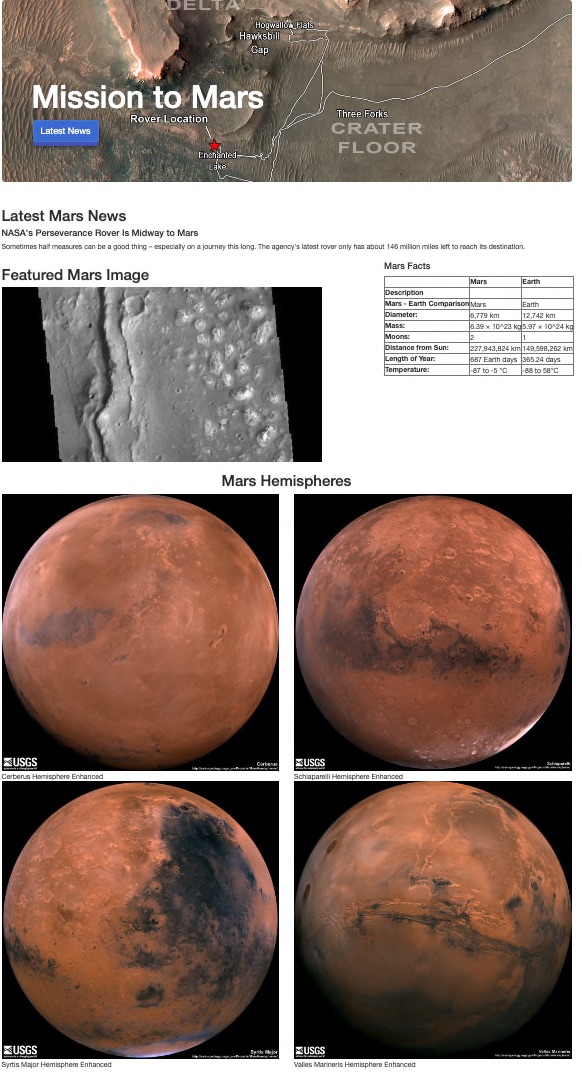 DELTA
Hogwallow Flats
Hawksbill
Gap
Mission to Mars
Rover Location
Three Forks
CRATER
FLOOR
Latest News
Enchanted
Lake
Latest Mars News
NASA's Perseverance Rover Is Midway to Mars
Sometimes half measures can be a good thing – especially on a journey this long. The agency's latest rover only has about 146 million miles left to reach its destination.
Featured Mars Image
Mars Facts
Mars Earth
Description
Mars - Earth Comparison Mars Earth
Diameter: 6,779 km 12,742 km
Mass: 6.39 × 10^23 kg 5.97 × 10^24 kg
Moons: 2 1
Distance from Sun: 227,943,824 km 149,598,262 km
Length of Year: 687 Earth days 365.24 days
Temperature: -87 to -5 °C -88 to 58°C
Mars Hemispheres
USGS
Cerberus
USGS
Schiaparelli
Cerberus Hemisphere Enhanced
Schiaparelli Hemisphere Enhanced
USGS
Syrtis Major
USGS
Valles Marineris
Syrtis Major Hemisphere Enhanced
Valles Marineris Hemisphere Enhanced